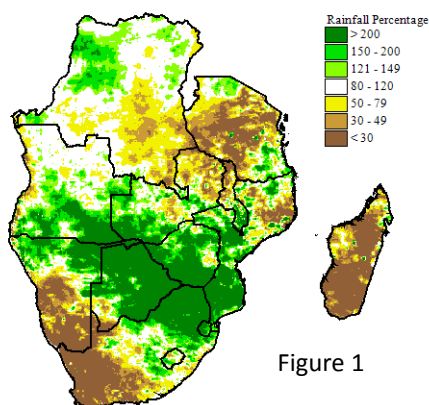 Rainfall Percentage
> 200
150 - 200
121 - 149
80 - 120
50 - 79
30 - 49
< 30
Figure 1